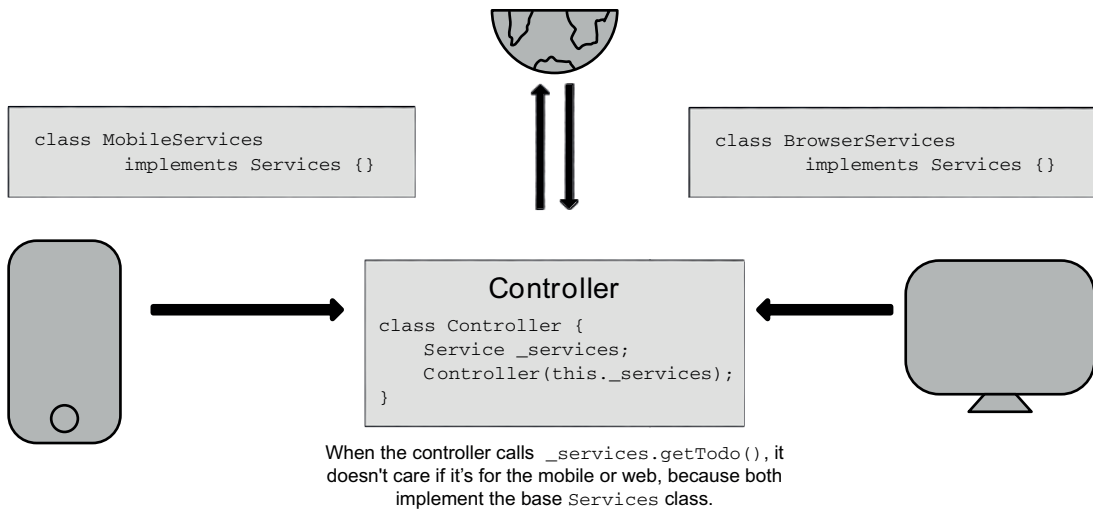 class MobileServices
implements Services {}
class BrowserServices
implements Services {}
Controller
class Controller {
Service _services;
Controller(this._services);
}
When the controller calls _services.getTodo(), it
doesn't care if it’s for the mobile or web, because both
implement the base Services class.